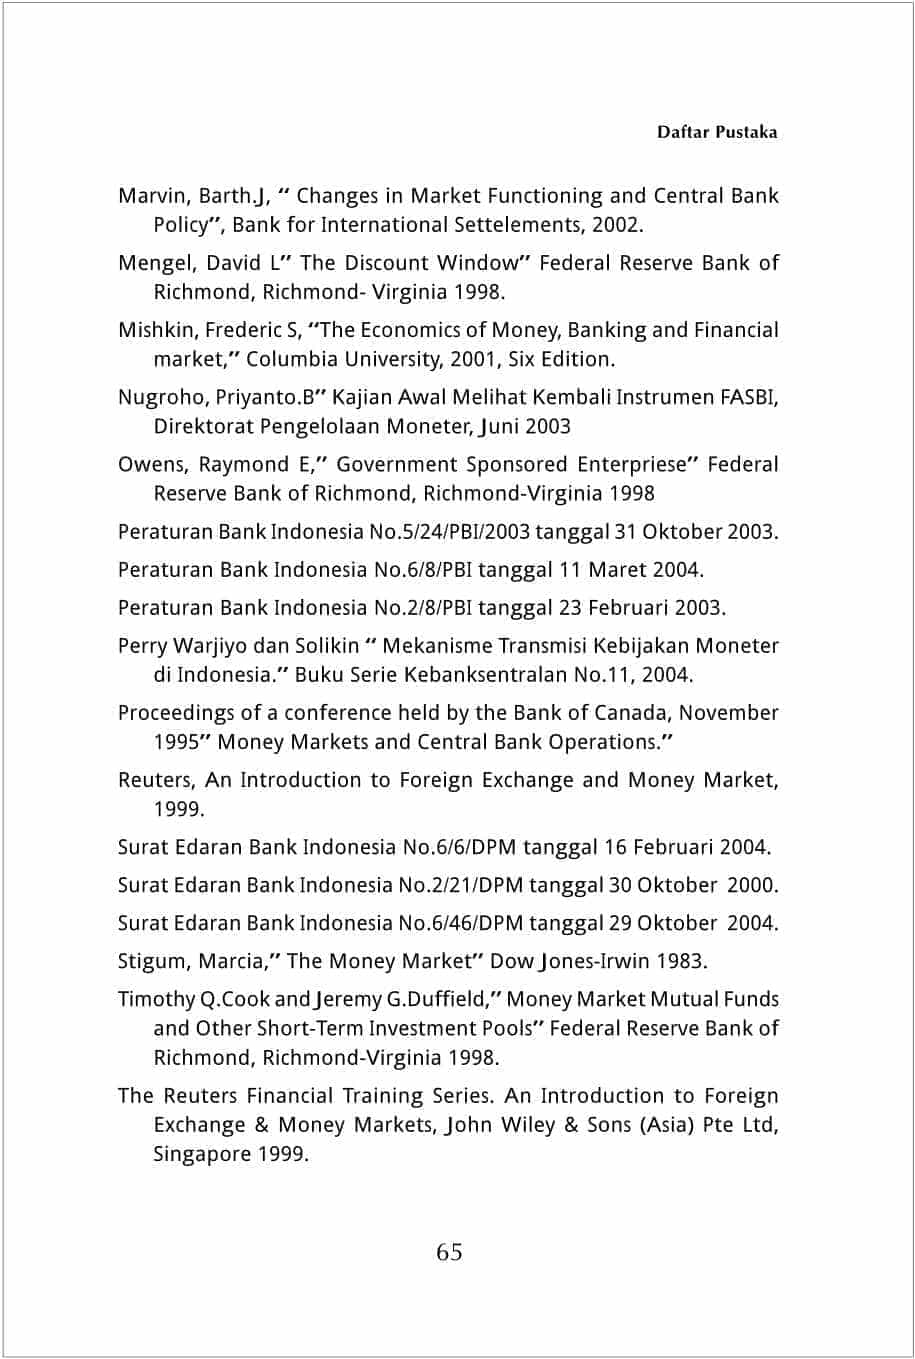 Daftar Pustaka
Marvin, Barth.J, “ Changes in Market Functioning and Central Bank
Policy”, Bank for International Settelements, 2002.
Mengel, David L” The Discount Window” Federal Reserve Bank of
Richmond, Richmond- Virginia 1998.
Mishkin, Frederic S, “The Economics of Money, Banking and Financial
market,” Columbia University, 2001, Six Edition.
Nugroho, Priyanto.B” Kajian Awal Melihat Kembali Instrumen FASBI,
Direktorat Pengelolaan Moneter, Juni 2003
Owens, Raymond E,” Government Sponsored Enterpriese” Federal
Reserve Bank of Richmond, Richmond-Virginia 1998
Peraturan Bank Indonesia No.5/24/PBI/2003 tanggal 31 Oktober 2003.
Peraturan Bank Indonesia No.6/8/PBI tanggal 11 Maret 2004.
Peraturan Bank Indonesia No.2/8/PBI tanggal 23 Februari 2003.
Perry Warjiyo dan Solikin “ Mekanisme Transmisi Kebijakan Moneter
di Indonesia.” Buku Serie Kebanksentralan No.11, 2004.
Proceedings of a conference held by the Bank of Canada, November
1995” Money Markets and Central Bank Operations.”
Reuters, An Introduction to Foreign Exchange and Money Market,
1999.
Surat Edaran Bank Indonesia No.6/6/DPM tanggal 16 Februari 2004.
Surat Edaran Bank Indonesia No.2/21/DPM tanggal 30 Oktober 2000.
Surat Edaran Bank Indonesia No.6/46/DPM tanggal 29 Oktober 2004.
Stigum, Marcia,” The Money Market” Dow Jones-Irwin 1983.
Timothy Q.Cook and Jeremy G.Duffield,” Money Market Mutual Funds
and Other Short-Term Investment Pools” Federal Reserve Bank of
Richmond, Richmond-Virginia 1998.
The Reuters Financial Training Series. An Introduction to Foreign
Exchange & Money Markets, John Wiley & Sons (Asia) Pte Ltd,
Singapore 1999.
65